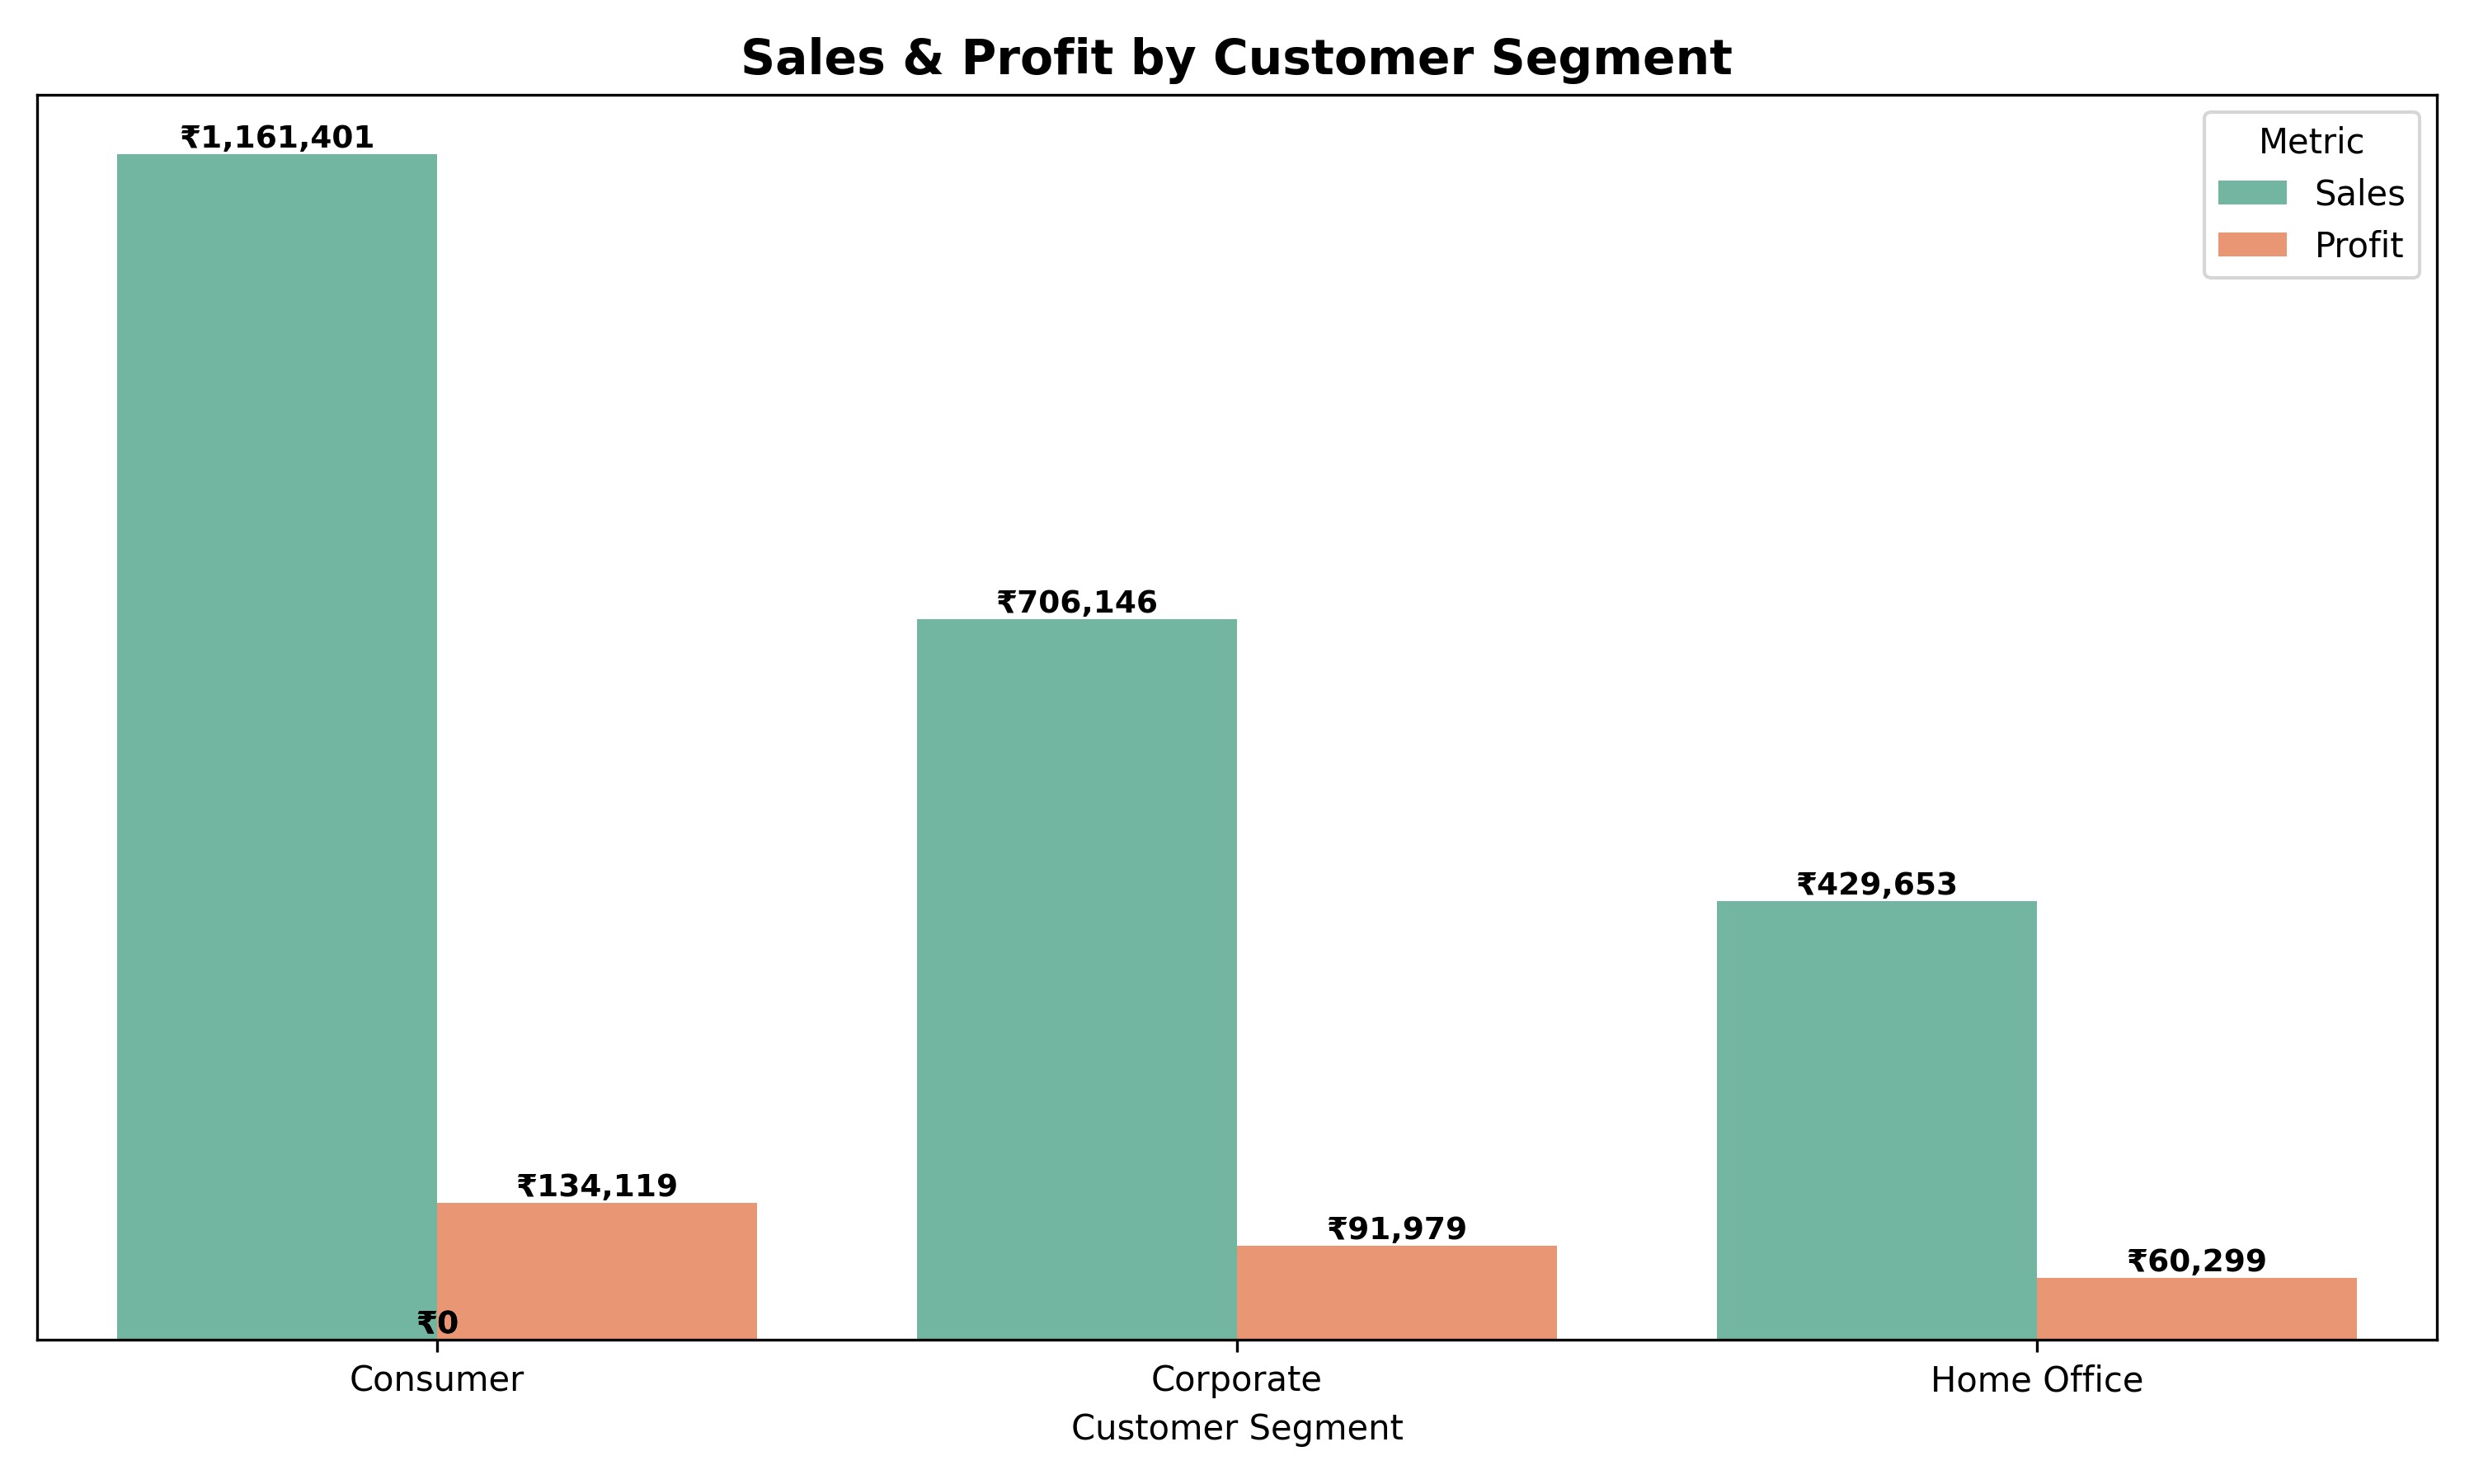 Sales & Profit by Customer Segment
₹1,161,401
Metric
Sales
Profit
₹706,146
₹429,653
₹134,119
₹91,979
₹60,299
₹0
Consumer
Corporate
Home Office
Customer Segment